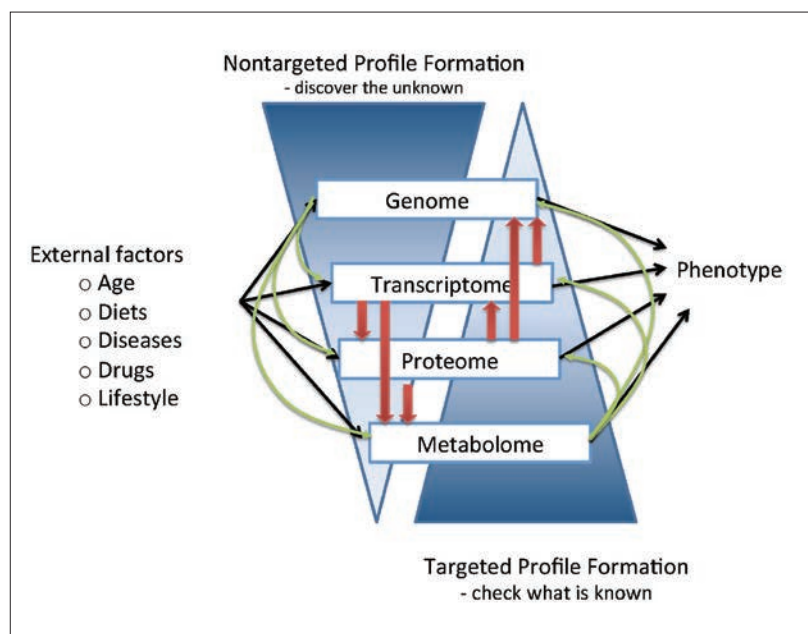 Nontargeted Profile Formation
- discover the unknown
Genome
External factors
○ Age
○ Diets
○ Diseases
○ Drugs
○ Lifestyle
Transcriptome
Phenotype
Proteome
Metabolome
Targeted Profile Formation
- check what is known